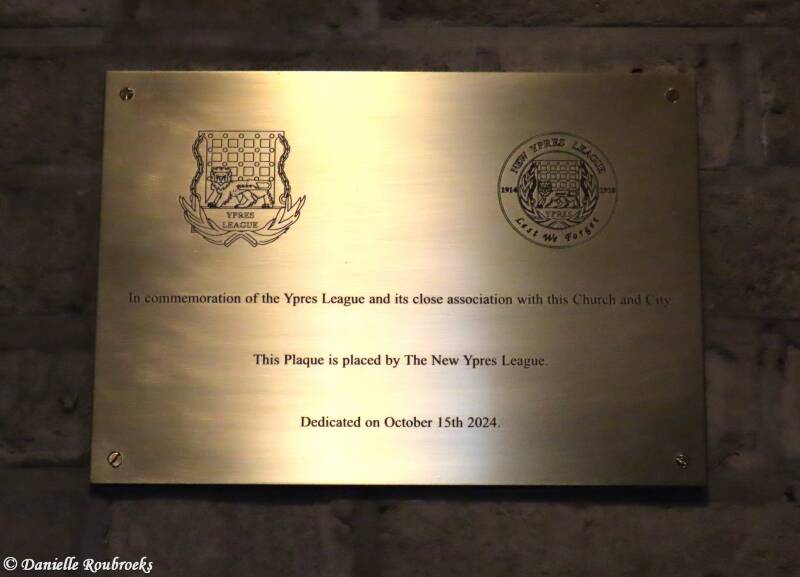 YPRES
LEAGUE
NEW YPRES LEAGUE
1914 1918
YPRES
Lest We Forget
In commemoration of the Ypres League and its close association with this Church and City
This Plaque is placed by The New Ypres League.
Dedicated on October 15th 2024.
© Danielle Roubroeks